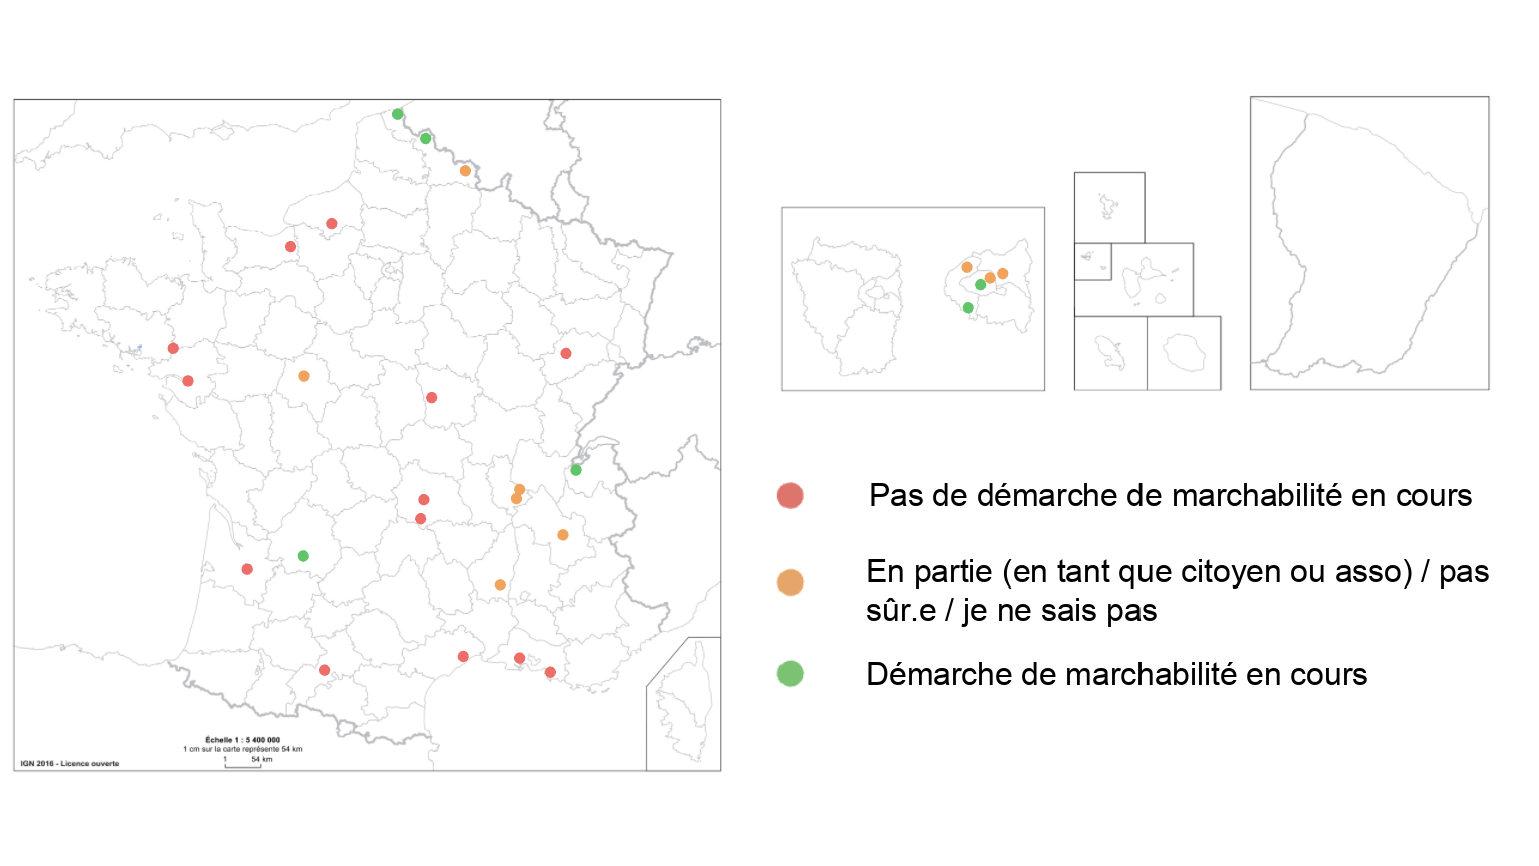 Échelle 1 : 5 400 000
1 cm sur la carte représente 54 km
1 54 km
IGN 2016 - Licence ouverte
Pas de démarche de marchabilité en cours
En partie (en tant que citoyen ou asso) / pas
sûr.e / je ne sais pas
Démarche de marchabilité en cours